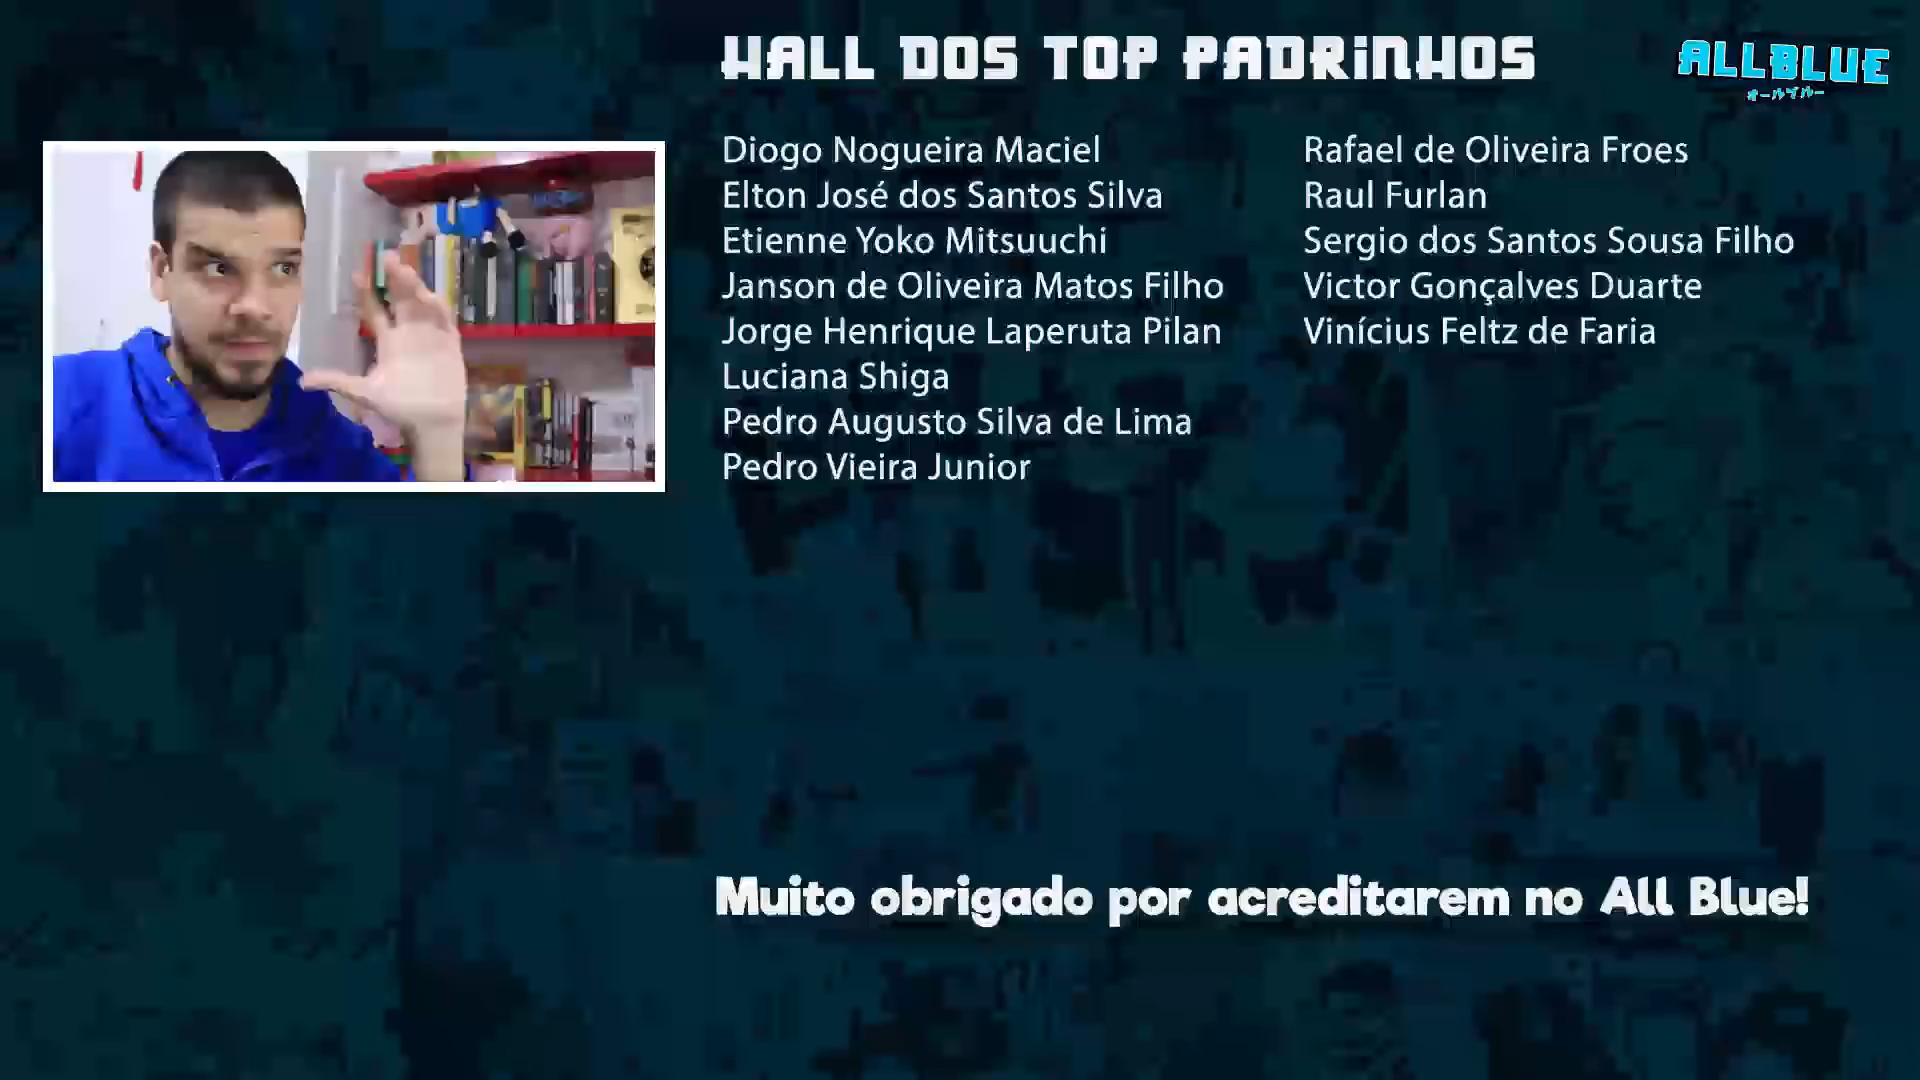 HALL DOS TOP PADRINHOS
ALLBLUE
オールブルー
Diogo Nogueira Maciel
Elton José dos Santos Silva
Etienne Yoko Mitsuuchi
Janson de Oliveira Matos Filho
Jorge Henrique Laperuta Pilan
Luciana Shiga
Pedro Augusto Silva de Lima
Pedro Vieira Junior
Rafael de Oliveira Froes
Raul Furlan
Sergio dos Santos Sousa Filho
Victor Gonçalves Duarte
Vinícius Feltz de Faria
Muito obrigado por acreditarem no All Blue!